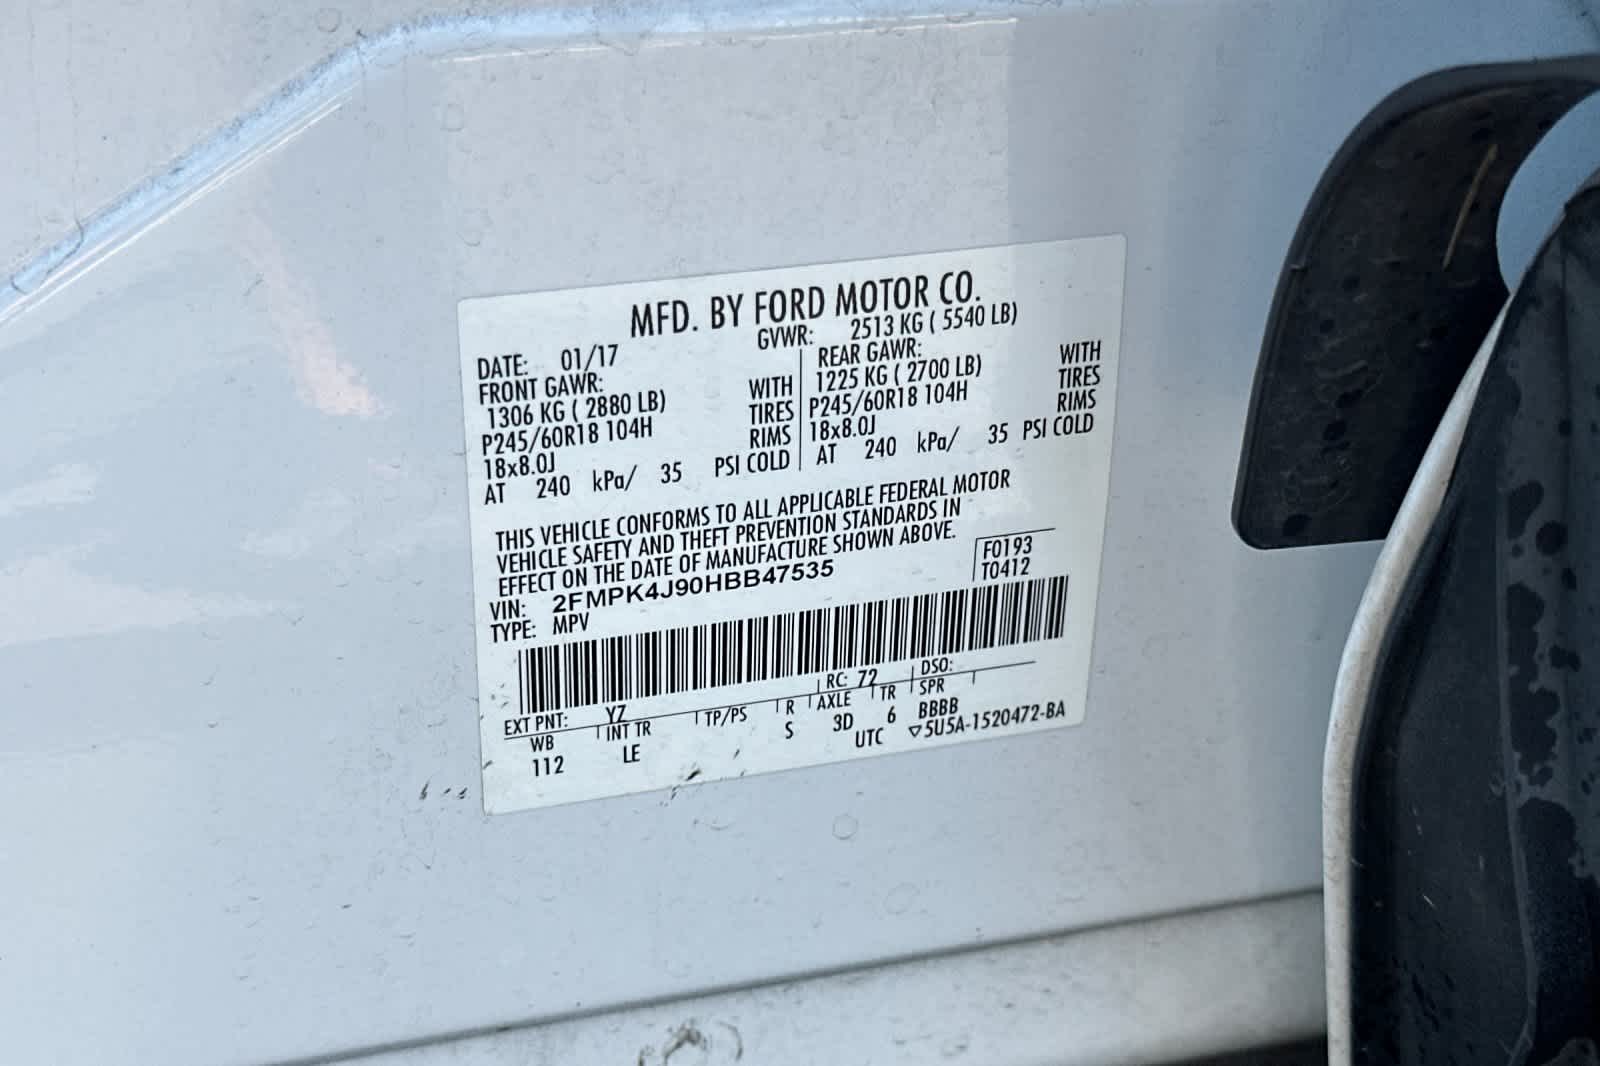 MFD. BY FORD MOTOR CO.
DATE: 01/17 GVWR: 2513 KG ( 5540 LB)
FRONT GAWR: REAR GAWR:
1306 KG ( 2880 LB) WITH 1225 KG ( 2700 LB) WITH
P245/60R18 104H TIRES P245/60R18 104H TIRES
18x8.0J RIMS 18x8.0J RIMS
AT 240 kPa/ 35 PSI COLD AT 240 kPa/ 35 PSI COLD
THIS VEHICLE CONFORMS TO ALL APPLICABLE FEDERAL MOTOR
VEHICLE SAFETY AND THEFT PREVENTION STANDARDS IN
EFFECT ON THE DATE OF MANUFACTURE SHOWN ABOVE.
VIN: 2FMPK4J90HBB47535 F0193
TYPE: MPV T0412
EXT PNT: YZ RC: 72 DSO:
WB INT TR TP/PS R AXLE TR SPR
112 LE S 3D 6 BBBB
UTC ▽5U5A-1520472-BA